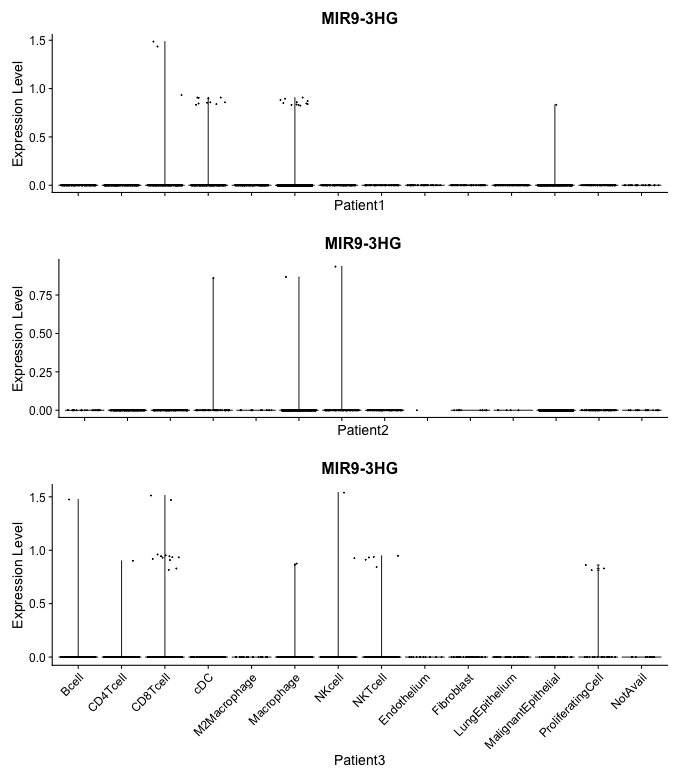 MIR9-3HG
Expression Level
1.5
1.0
0.5
0.0
Patient1
MIR9-3HG
Expression Level
0.75
0.50
0.25
0.00
Patient2
MIR9-3HG
Expression Level
1.5
1.0
0.5
0.0
Bcell
CD4Tcell
CD8Tcell
cDC
M2Macrophage
Macrophage
NKcell
NKTcell
Endothelium
Fibroblast
LungEpithelium
MalignantEpithelial
ProliferatingCell
NotAvail
Patient3